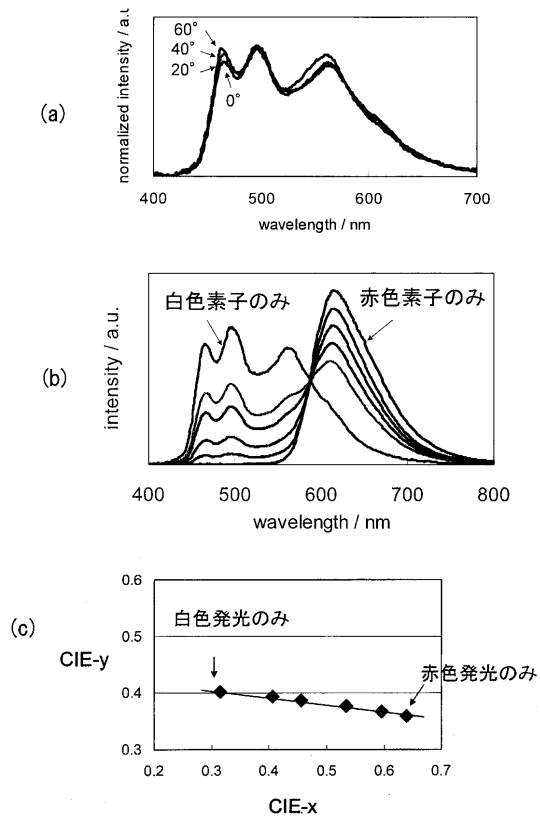 (a)
normalized intensity / a.u
60°
40°
20°
0°
400 500 600 700
wavelength / nm
(b)
intensity / a.u.
白色素子のみ 赤色素子のみ
400 500 600 700 800
wavelength / nm
(c)
CIE-y
0.6
0.5
0.4
0.3
白色発光のみ
赤色発光のみ
0.2 0.3 0.4 0.5 0.6 0.7
CIE-x